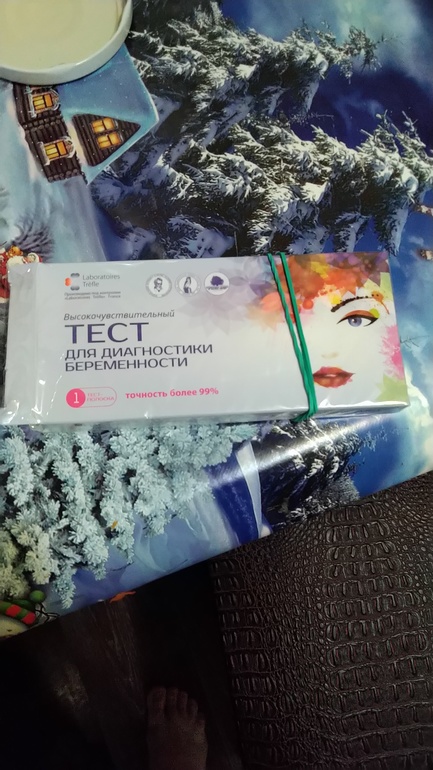 Laboratoires
Trèfle
Высокочувствительный
ТЕСТ
ДЛЯ ДИАГНОСТИКИ
БЕРЕМЕННОСТИ
1
точность более 99%